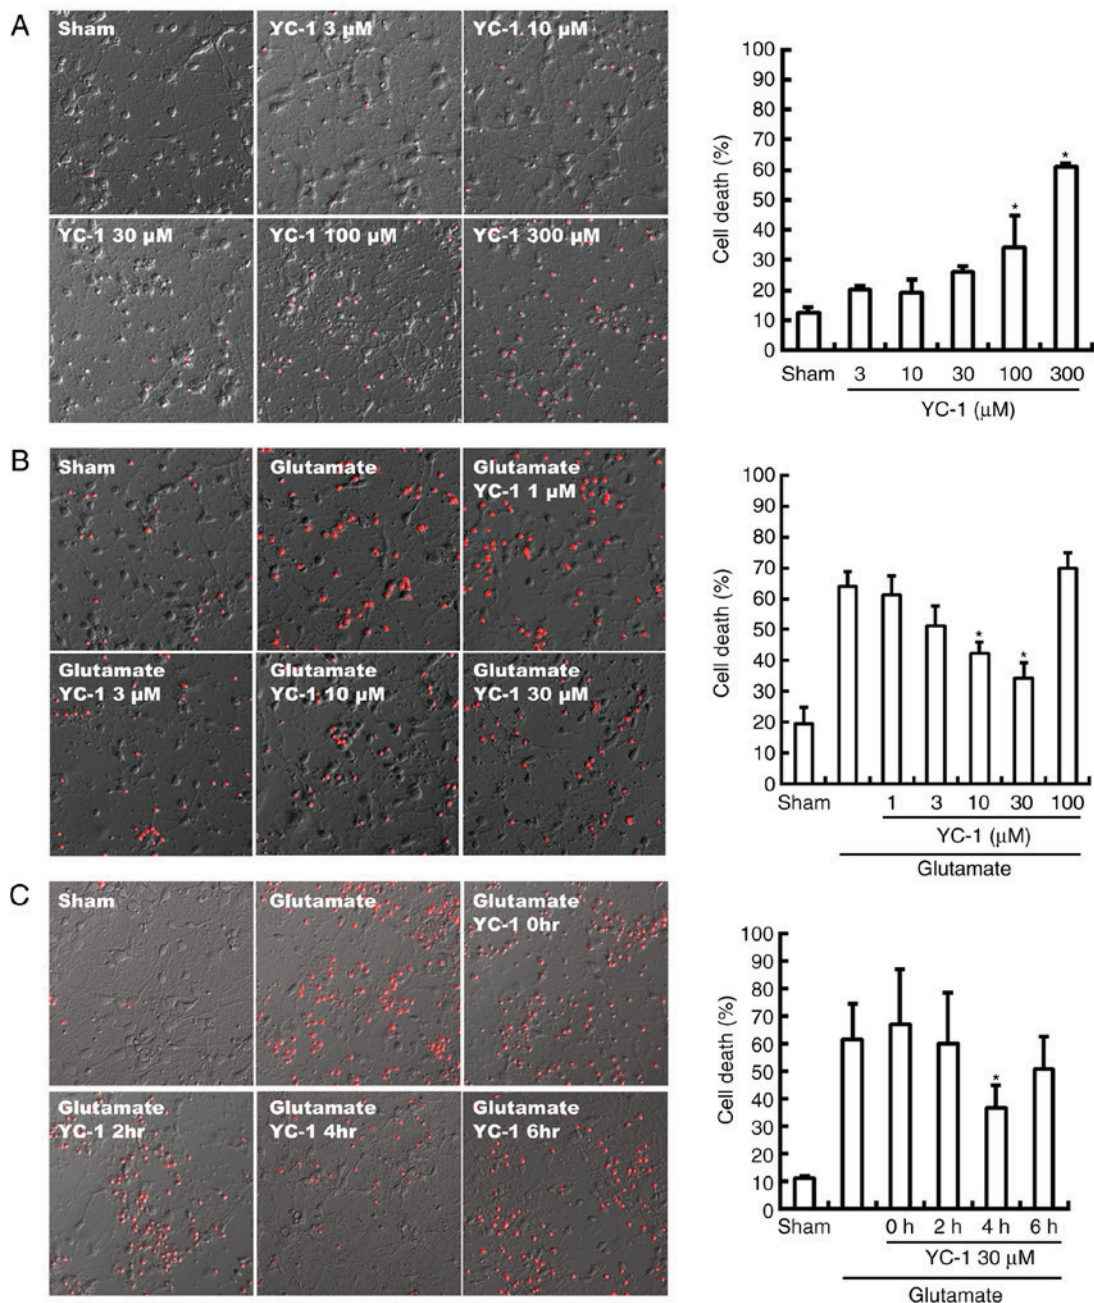 A
Sham
YC-1 3 µM
YC-1 10 µM
YC-1 30 µM
YC-1 100 µM
YC-1 300 µM
Cell death (%)
100
90
80
70
60
50
40
30
20
10
0
*
*
Sham 3 10 30 100 300
YC-1 (µM)
B
Sham
Glutamate
Glutamate
YC-1 1 µM
Glutamate
YC-1 3 µM
Glutamate
YC-1 10 µM
Glutamate
YC-1 30 µM
Cell death (%)
100
90
80
70
60
50
40
30
20
10
0
*
*
Sham 1 3 10 30 100
YC-1 (µM)
Glutamate
C
Sham
Glutamate
Glutamate
YC-1 0hr
Glutamate
YC-1 2hr
Glutamate
YC-1 4hr
Glutamate
YC-1 6hr
Cell death (%)
100
90
80
70
60
50
40
30
20
10
0
*
Sham 0 h 2 h 4 h 6 h
YC-1 30 µM
Glutamate